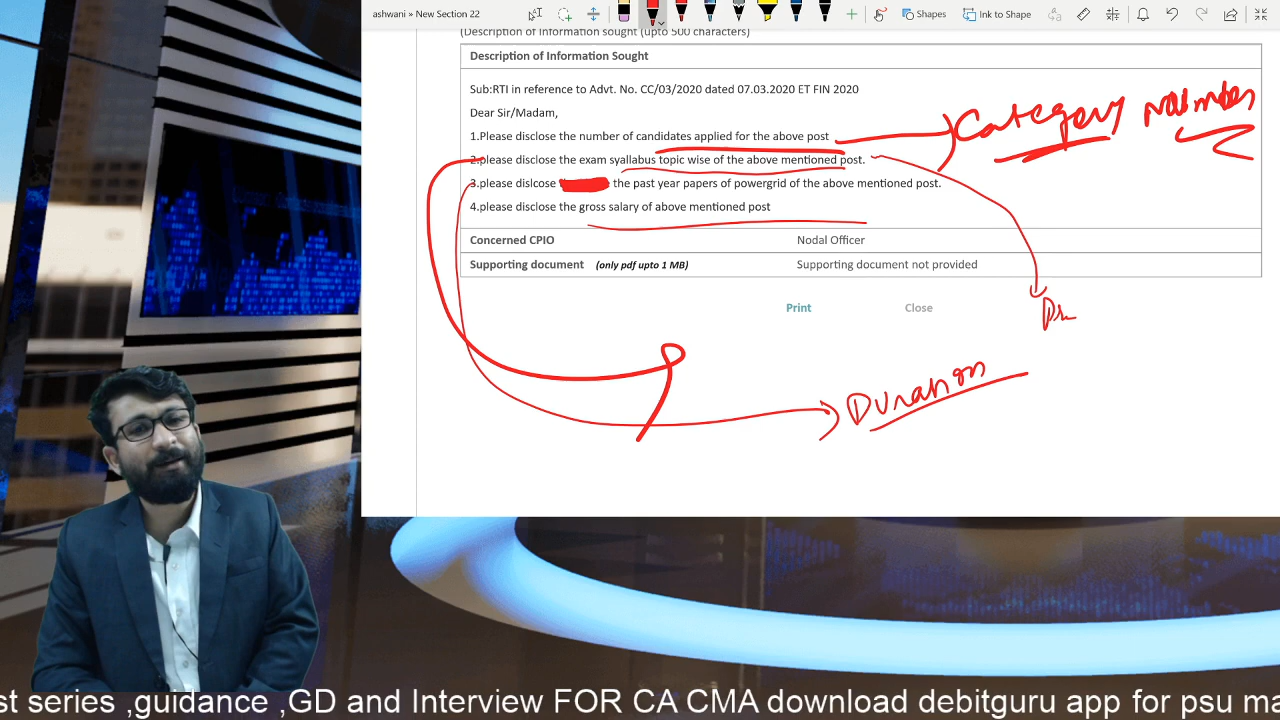 ashwani » New Section 22
Shapes
Ink to Shape
(Description of Information sought (upto 500 characters)
Description of Information Sought
Sub:RTI in reference to Advt. No. CC/03/2020 dated 07.03.2020 ET FIN 2020
Dear Sir/Madam,
1.Please disclose the number of candidates applied for the above post
Category
2.please disclose the exam syallabus topic wise of the above mentioned post.
3.please dislcose the past year papers of powergrid of the above mentioned post.
4.please disclose the gross salary of above mentioned post
Concerned CPIO Nodal Officer
Supporting document (only pdf upto 1 MB) Supporting document not provided
Print Close
Duration
st series ,guidance ,GD and Interview FOR CA CMA download debitguru app for psu ma